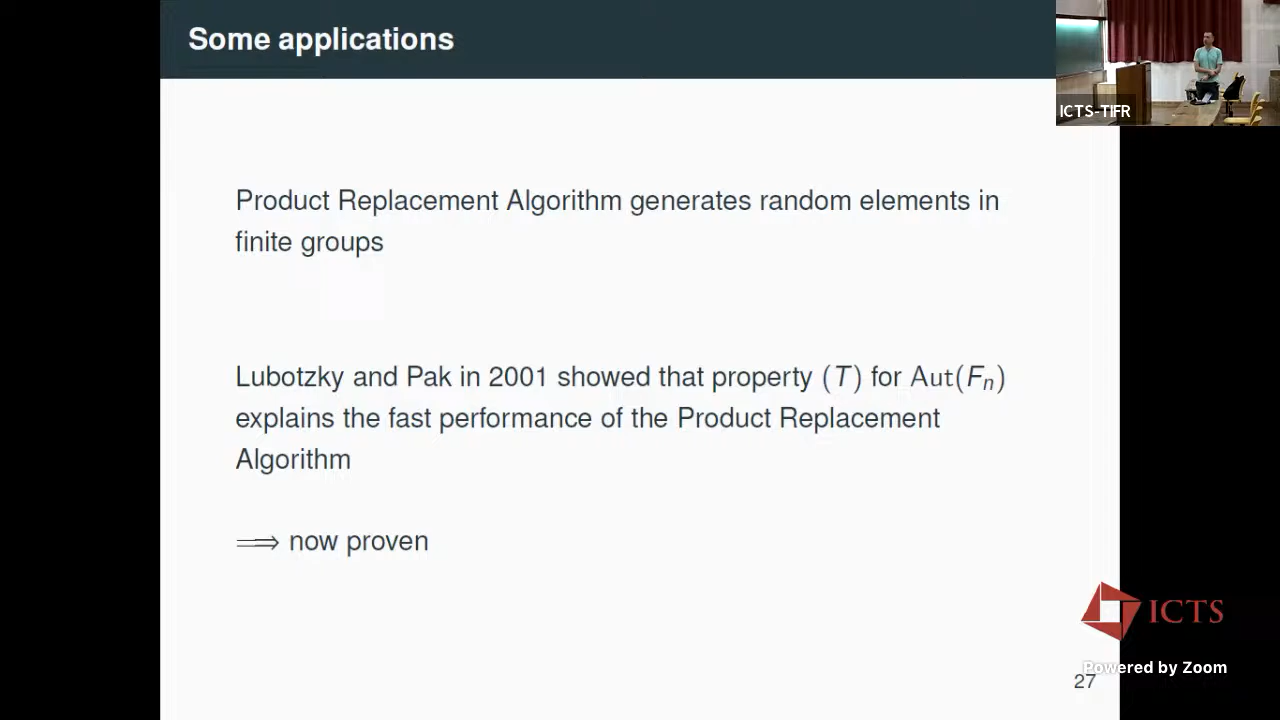 Some applications
ICTS-TIFR
Product Replacement Algorithm generates random elements in
finite groups
Lubotzky and Pak in 2001 showed that property (T) for Aut(Fₙ)
explains the fast performance of the Product Replacement
Algorithm
⟹ now proven
ICTS
Powered by Zoom
27